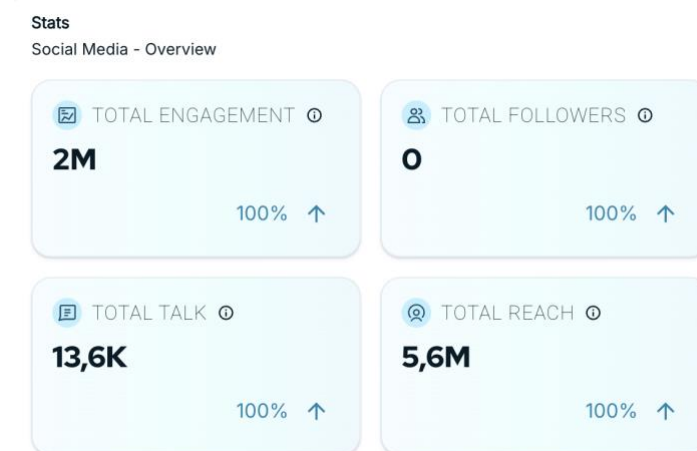 Stats
Social Media - Overview
TOTAL ENGAGEMENT
2M
100%
TOTAL FOLLOWERS
0
100%
TOTAL TALK
13,6K
100%
TOTAL REACH
5,6M
100%